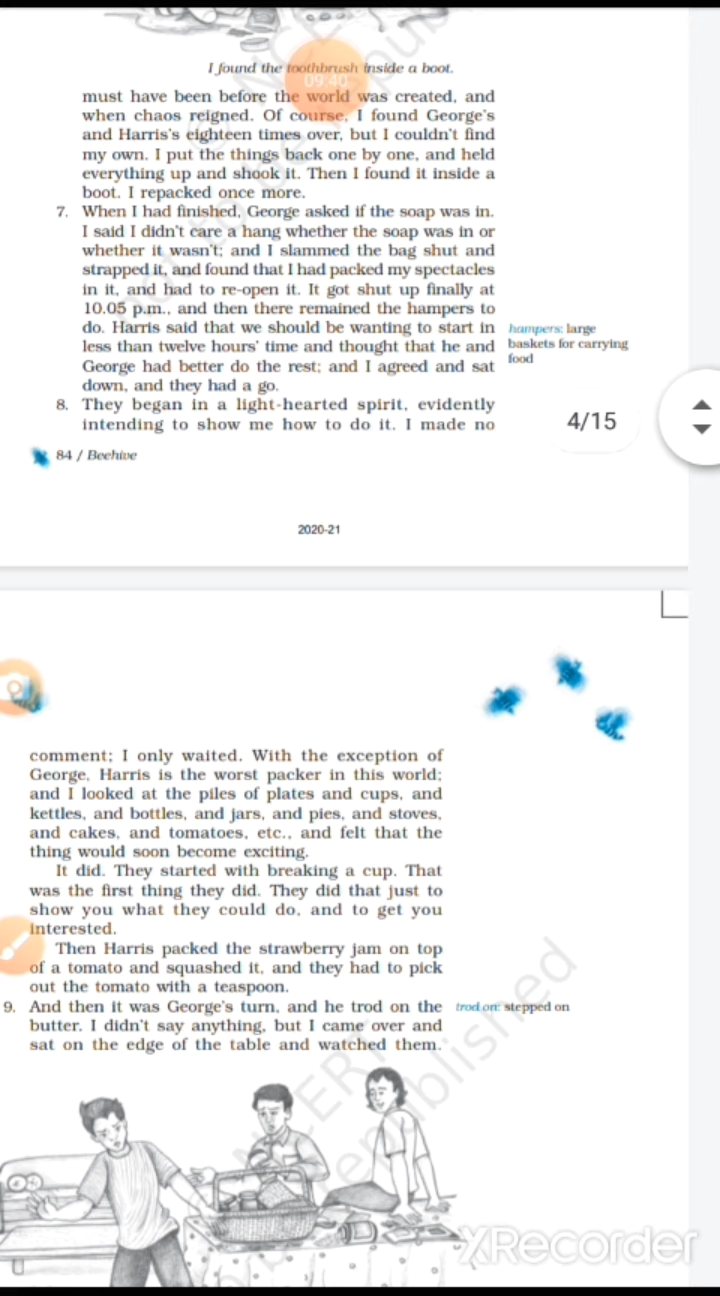 I found the toothbrush inside a boot.
09:40
must have been before the world was created, and
when chaos reigned. Of course, I found George's
and Harris's eighteen times over, but I couldn't find
my own. I put the things back one by one, and held
everything up and shook it. Then I found it inside a
boot. I repacked once more.
7. When I had finished, George asked if the soap was in.
I said I didn't care a hang whether the soap was in or
whether it wasn't; and I slammed the bag shut and
strapped it, and found that I had packed my spectacles
in it, and had to re-open it. It got shut up finally at
10.05 p.m., and then there remained the hampers to
do. Harris said that we should be wanting to start in
less than twelve hours' time and thought that he and
George had better do the rest; and I agreed and sat
down, and they had a go.
hampers: large
baskets for carrying
food
8. They began in a light-hearted spirit, evidently
intending to show me how to do it. I made no
4/15
84 / Beehive
2020-21
comment; I only waited. With the exception of
George, Harris is the worst packer in this world;
and I looked at the piles of plates and cups, and
kettles, and bottles, and jars, and pies, and stoves,
and cakes, and tomatoes, etc., and felt that the
thing would soon become exciting.
It did. They started with breaking a cup. That
was the first thing they did. They did that just to
show you what they could do, and to get you
interested.
Then Harris packed the strawberry jam on top
of a tomato and squashed it, and they had to pick
out the tomato with a teaspoon.
9. And then it was George's turn, and he trod on the
butter. I didn't say anything, but I came over and
sat on the edge of the table and watched them.
trod on: stepped on
XRecorder